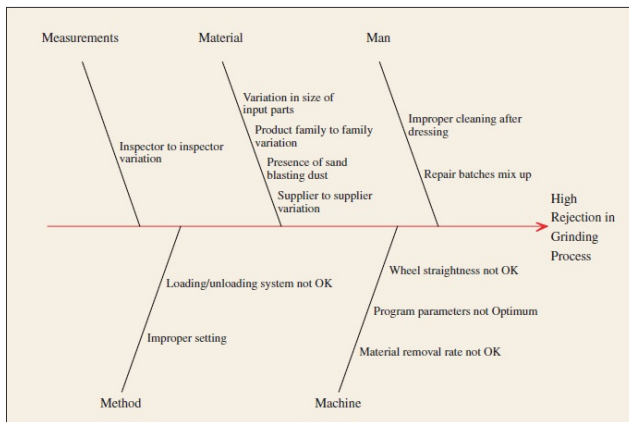 Measurements
Material
Man
Variation in size of
input parts
Product family to family
variation
Presence of sand
blasting dust
Supplier to supplier
variation
Inspector to inspector
variation
Improper cleaning after
dressing
Repair batches mix up
High
Rejection in
Grinding
Process
Loading/unloading system not OK
Improper setting
Wheel straightness not OK
Program parameters not Optimum
Material removal rate not OK
Method
Machine